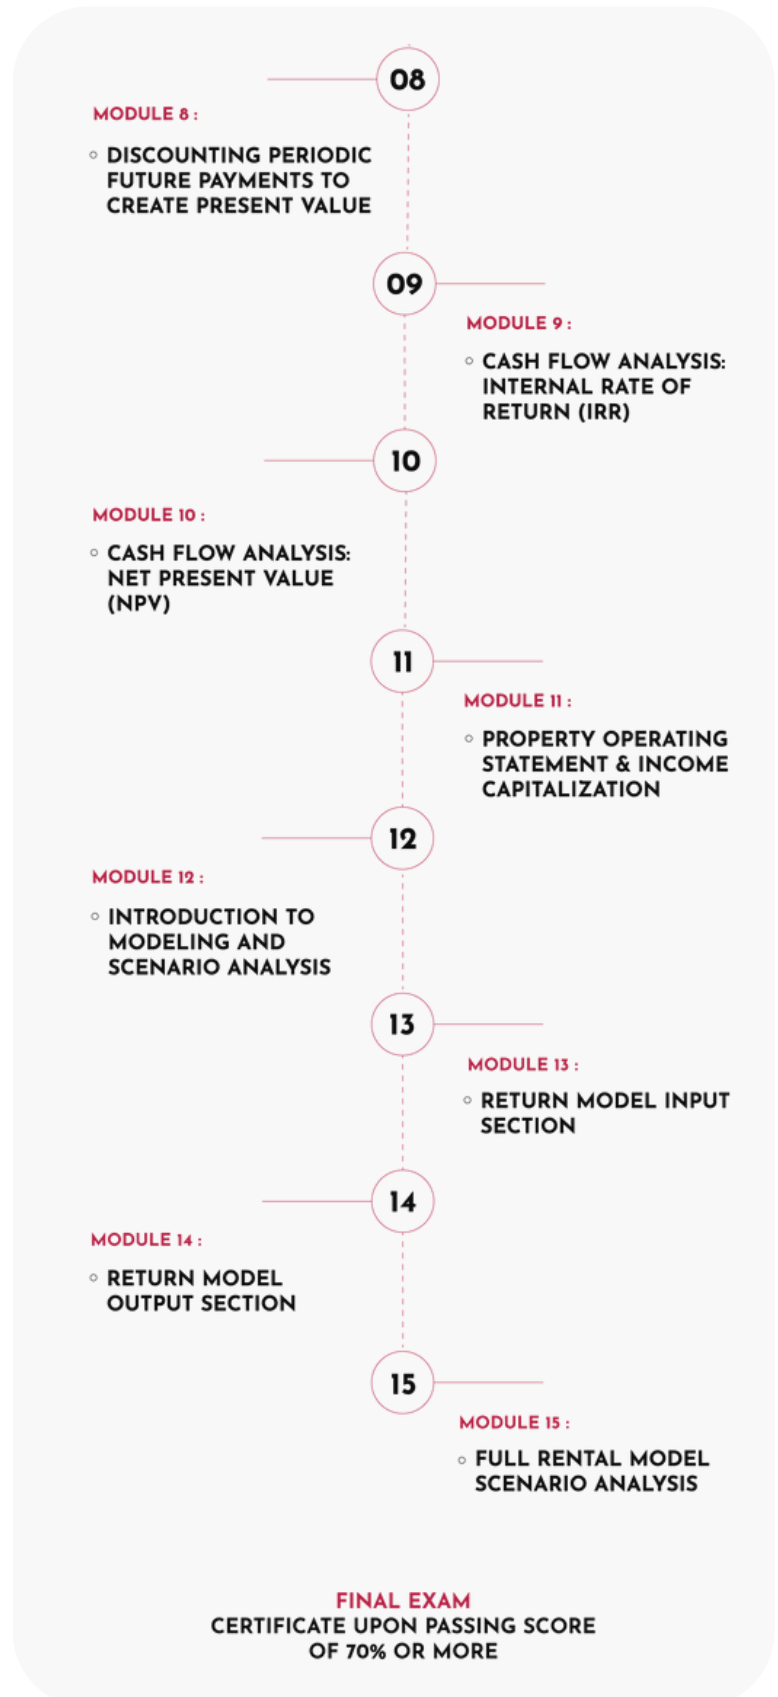 08
MODULE 8 :
DISCOUNTING PERIODIC
FUTURE PAYMENTS TO
CREATE PRESENT VALUE
09
MODULE 9 :
CASH FLOW ANALYSIS:
INTERNAL RATE OF
RETURN (IRR)
10
MODULE 10 :
CASH FLOW ANALYSIS:
NET PRESENT VALUE
(NPV)
11
MODULE 11 :
PROPERTY OPERATING
STATEMENT & INCOME
CAPITALIZATION
12
MODULE 12 :
INTRODUCTION TO
MODELING AND
SCENARIO ANALYSIS
13
MODULE 13 :
RETURN MODEL INPUT
SECTION
14
MODULE 14 :
RETURN MODEL
OUTPUT SECTION
15
MODULE 15 :
FULL RENTAL MODEL
SCENARIO ANALYSIS
FINAL EXAM
CERTIFICATE UPON PASSING SCORE
OF 70% OR MORE